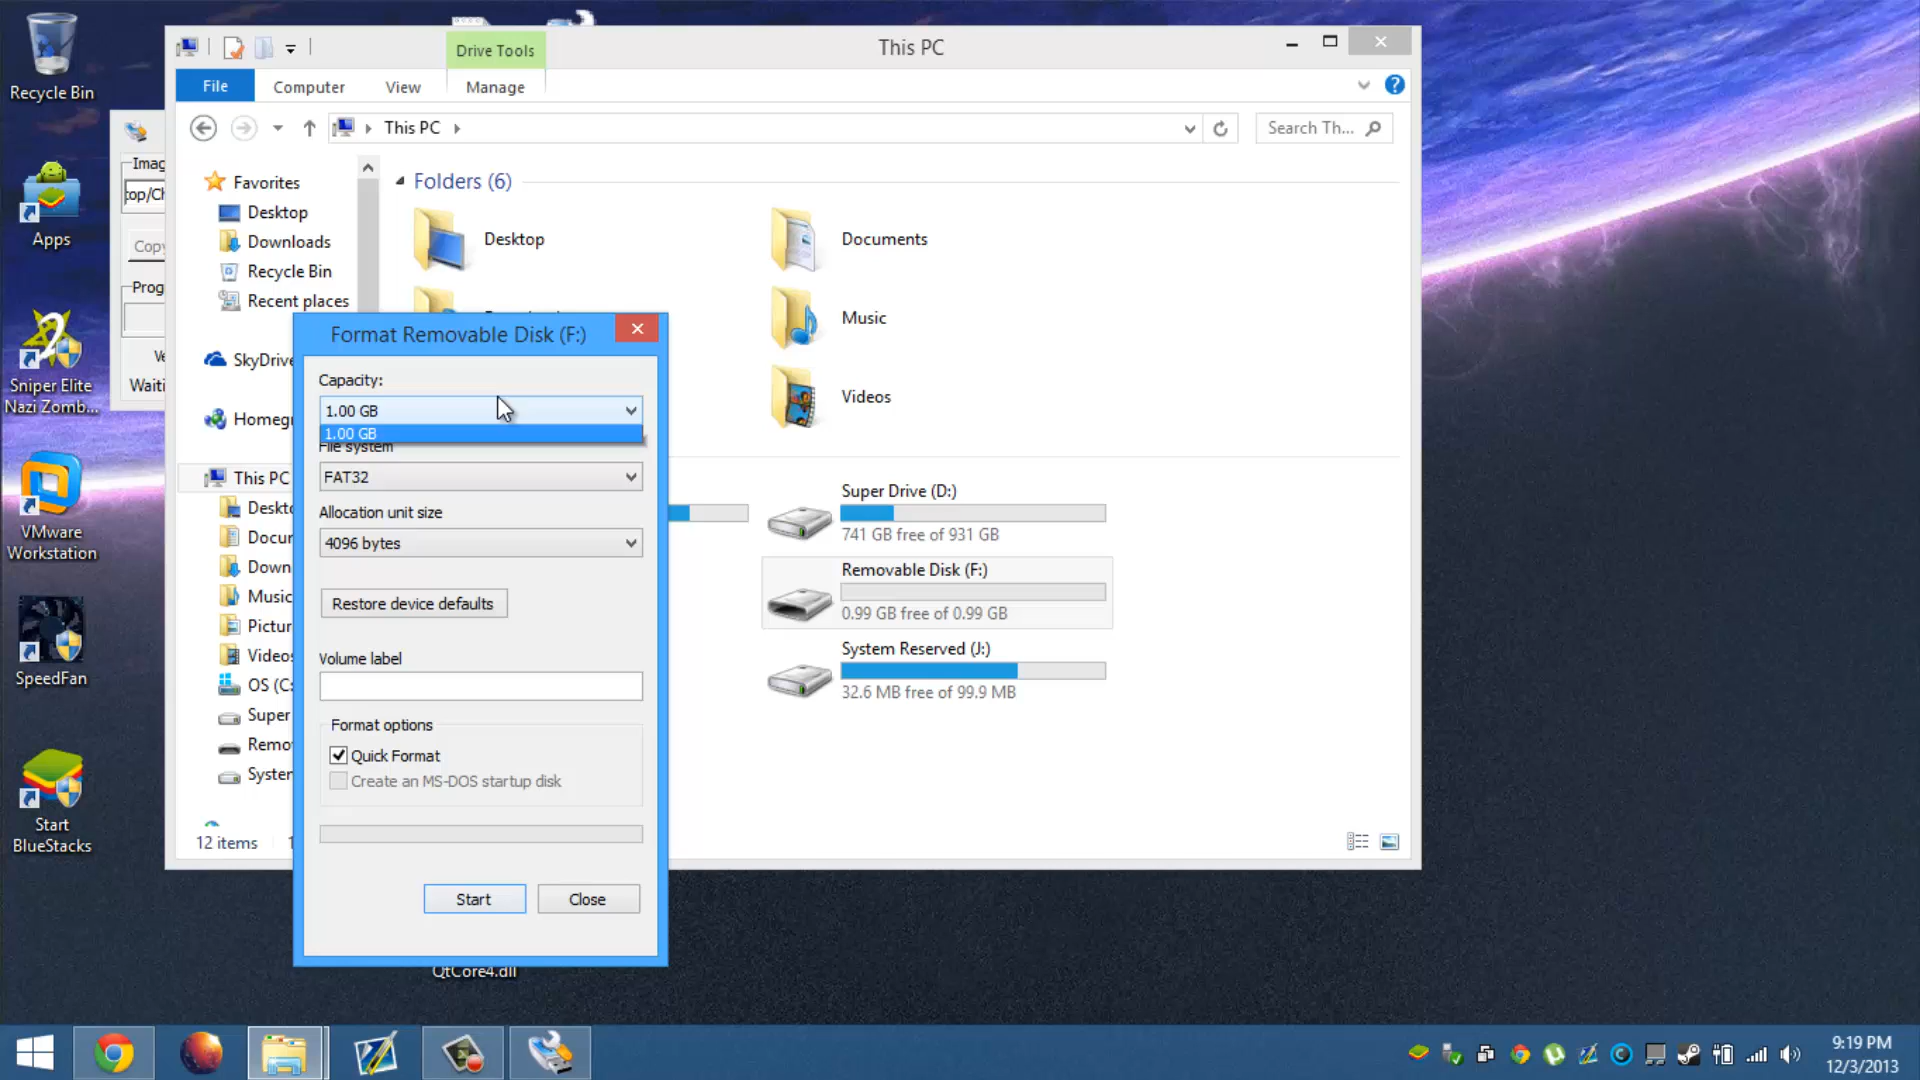 Recycle Bin
Apps
Sniper Elite
Nazi Zomb...
VMware
Workstation
SpeedFan
Start
BlueStacks
Imag
top/Ch
Copy
Prog
Ve
Waiti
Drive Tools
This PC
File
Computer
View
Manage
This PC
Search Th...
Favorites
Desktop
Downloads
Recycle Bin
Recent places
SkyDrive
Homeg
This PC
Deskto
Docun
Down
Music
Pictur
Videos
OS (C:
Super
Remo
System
12 items
Folders (6)
Desktop
Documents
Music
Videos
Super Drive (D:)
741 GB free of 931 GB
Removable Disk (F:)
0.99 GB free of 0.99 GB
System Reserved (J:)
32.6 MB free of 99.9 MB
Format Removable Disk (F:)
Capacity:
1.00 GB
1.00 GB
File system
FAT32
Allocation unit size
4096 bytes
Restore device defaults
Volume label
Format options
Quick Format
Create an MS-DOS startup disk
Start
Close
QtCore4.dll
9:19 PM
12/3/2013